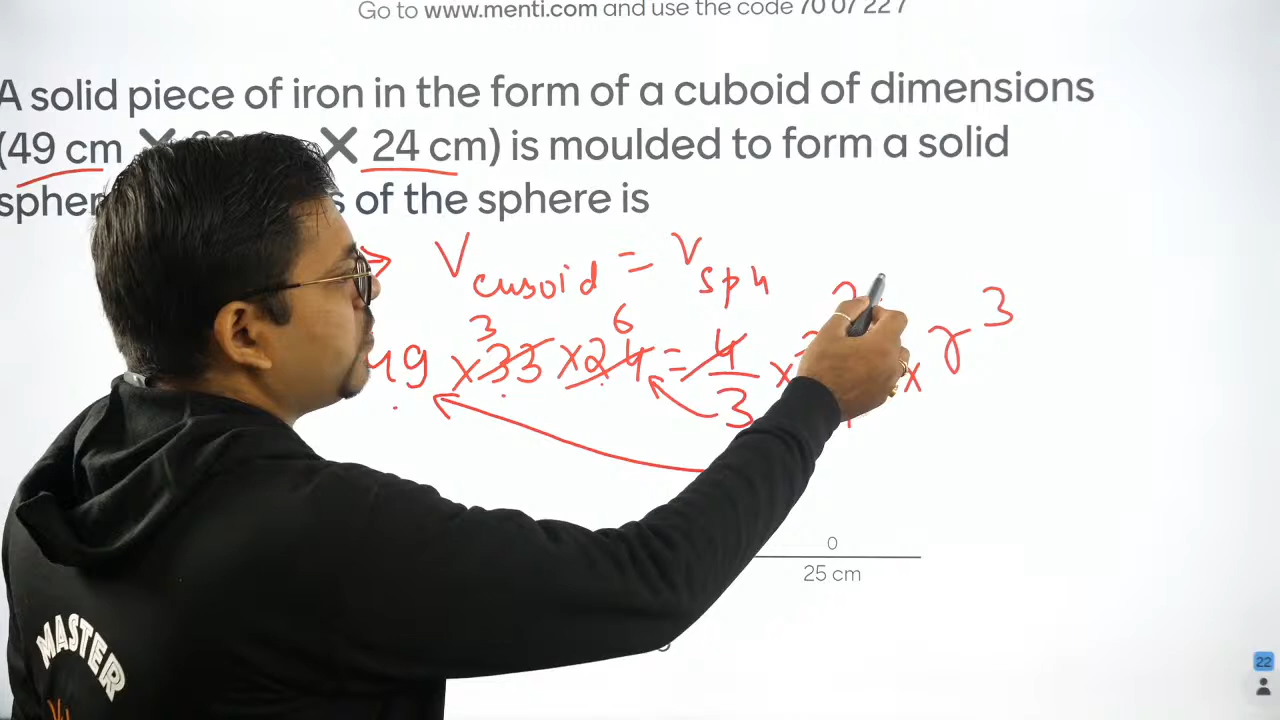 Go to www.menti.com and use the code 70 07 22 7
A solid piece of iron in the form of a cuboid of dimensions
(49 cm × × 24 cm) is moulded to form a solid
of the sphere is
V cusoid = V sph
49 × 33 × 24 = 4/3 × × r³
3 6
0
25 cm
MASTER
22